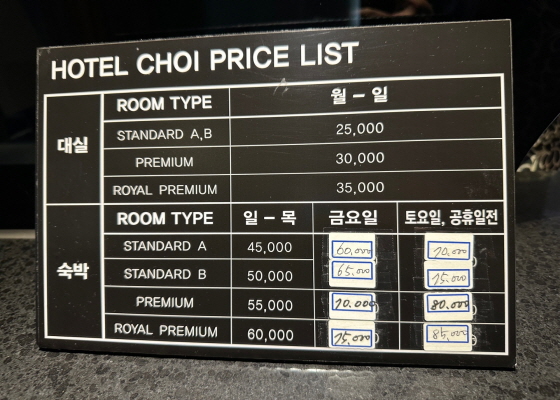 HOTEL CHOI PRICE LIST
대실
ROOM TYPE 월 - 일
STANDARD A,B 25,000
PREMIUM 30,000
ROYAL PREMIUM 35,000
숙박
ROOM TYPE 일 - 목 금요일 토요일, 공휴일전
STANDARD A 45,000 60,000 70,000
STANDARD B 50,000 65,000 75,000
PREMIUM 55,000 70,000 80,000
ROYAL PREMIUM 60,000 75,000 85,000